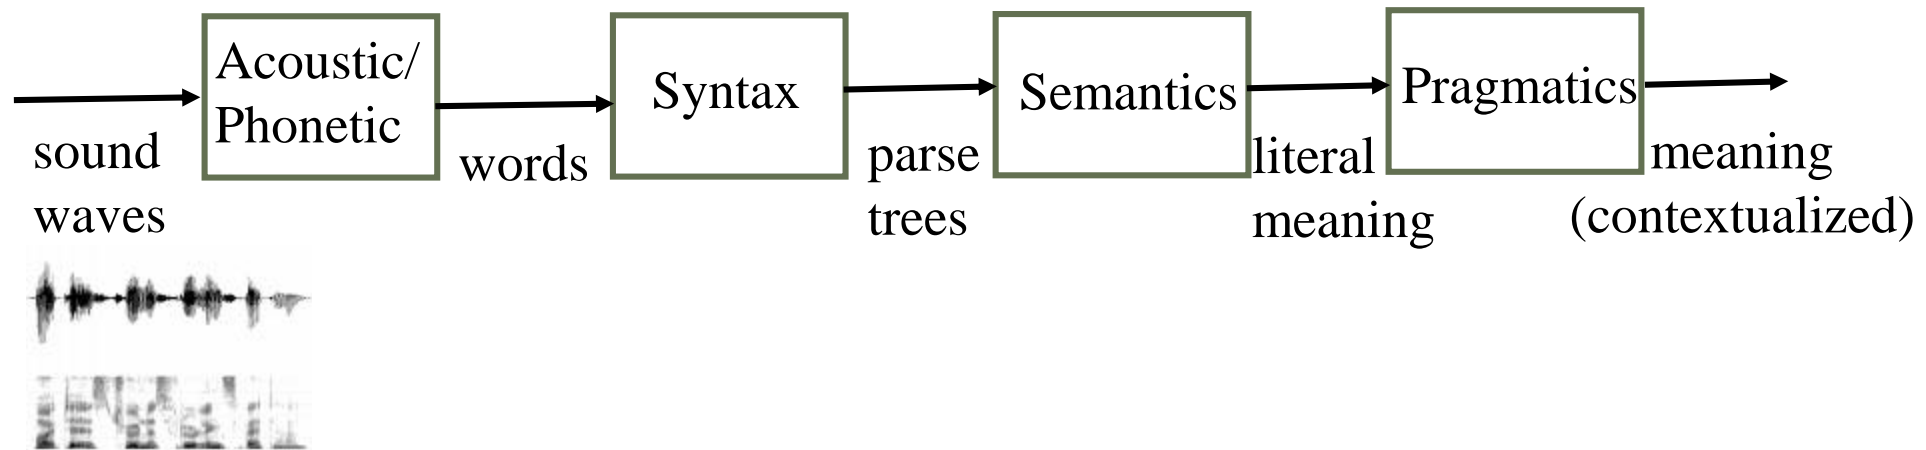 Acoustic/
Phonetic
Syntax
Semantics
Pragmatics
sound
waves
words
parse
trees
literal
meaning
meaning
(contextualized)